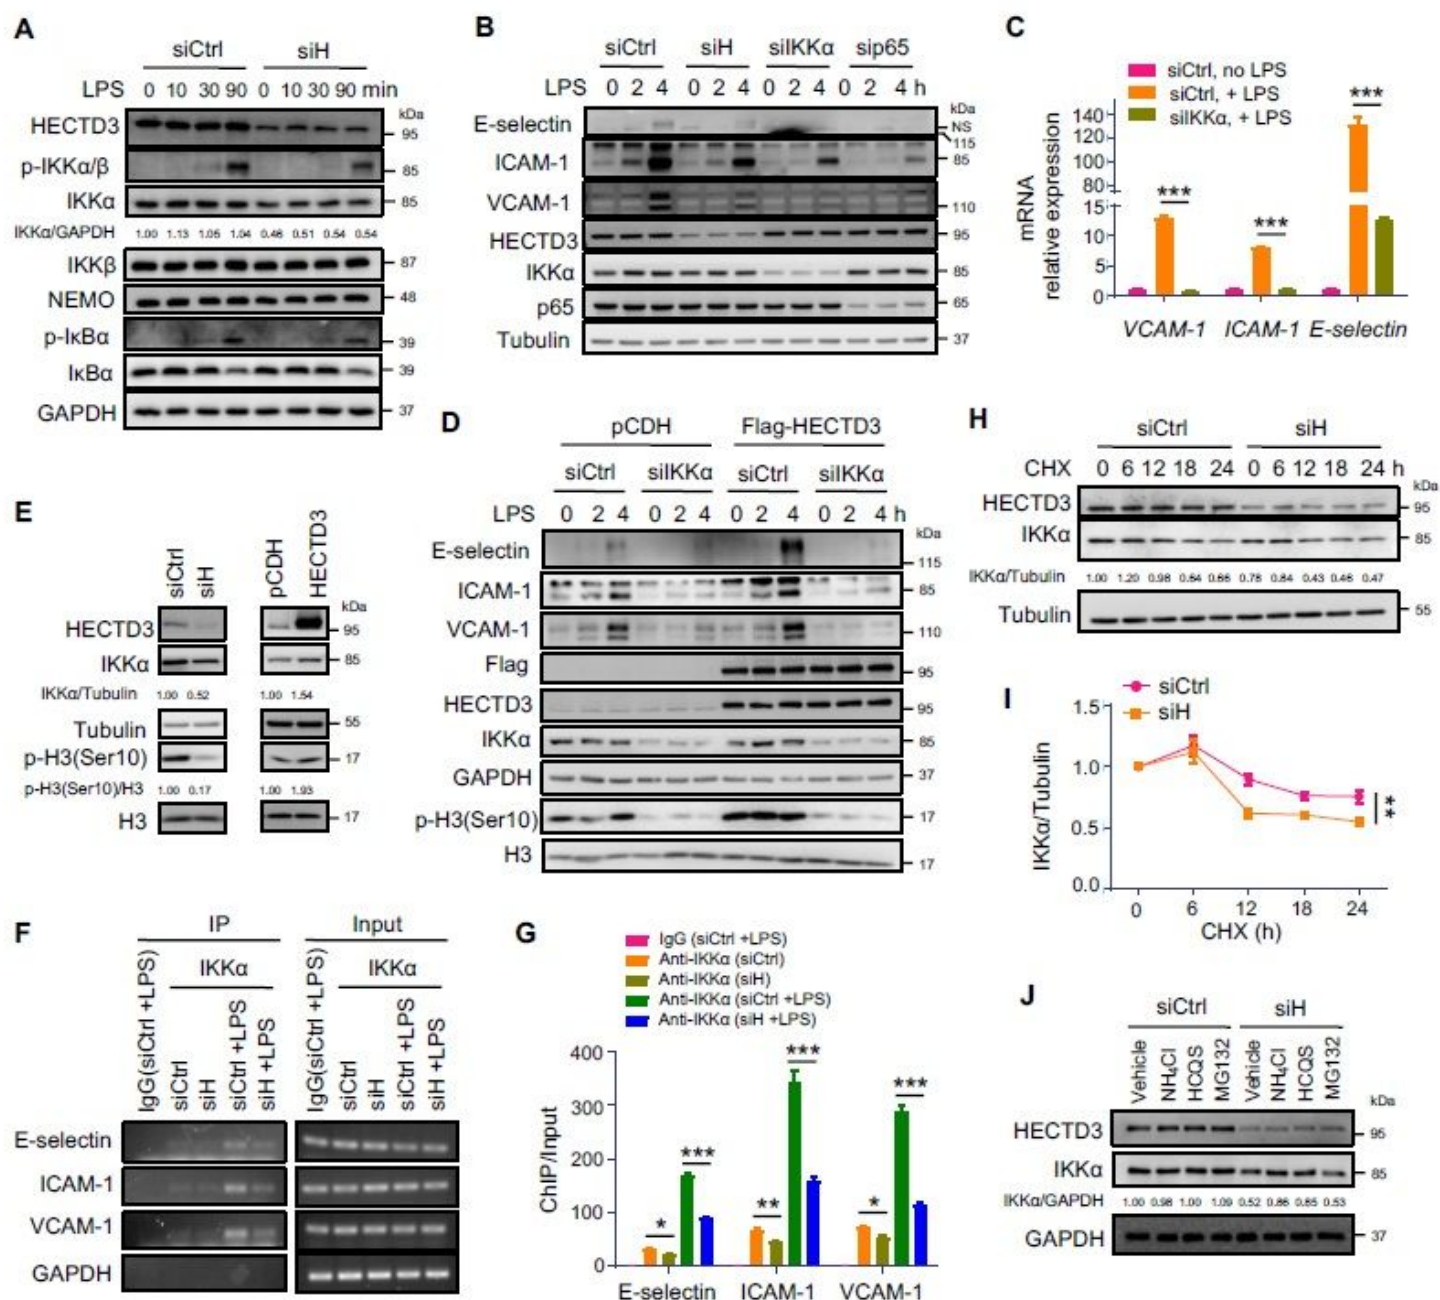 A
siCtrl siH
LPS 0 10 30 90 0 10 30 90 min
kDa
HECTD3 95
p-IKKα/β 85
IKKα 85
IKKα/GAPDH 1.00 1.13 1.05 1.04 0.46 0.51 0.54 0.54
IKKβ 87
NEMO 48
p-IκBα 39
IκBα 39
GAPDH 37
B
siCtrl siH siIKKα sip65
LPS 0 2 4 0 2 4 0 2 4 0 2 4 h
kDa
E-selectin NS
115
ICAM-1 85
VCAM-1 110
HECTD3 95
IKKα 85
p65 65
Tubulin 37
C
siCtrl, no LPS
siCtrl, + LPS
siIKKα, + LPS
mRNA
relative expression
140
120
100
80
15
10
5
0
*** *** ***
VCAM-1 ICAM-1 E-selectin
D
pCDH Flag-HECTD3
siCtrl siIKKα siCtrl siIKKα
LPS 0 2 4 0 2 4 0 2 4 0 2 4 h
kDa
E-selectin 115
ICAM-1 85
VCAM-1 110
Flag 95
HECTD3 95
IKKα 85
GAPDH 37
p-H3(Ser10) 17
H3 17
E
siCtrl siH pCDH HECTD3
kDa
HECTD3 95
IKKα 85
IKKα/Tubulin 1.00 0.52 1.00 1.54
Tubulin 55
p-H3(Ser10) 17
p-H3(Ser10)/H3 1.00 0.17 1.00 1.93
H3 17
F
IP Input
IKKα IKKα
IgG(siCtrl +LPS) siCtrl siH siCtrl +LPS siH +LPS IgG(siCtrl +LPS) siCtrl siH siCtrl +LPS siH +LPS
E-selectin
ICAM-1
VCAM-1
GAPDH
G
IgG (siCtrl +LPS)
Anti-IKKα (siCtrl)
Anti-IKKα (siH)
Anti-IKKα (siCtrl +LPS)
Anti-IKKα (siH +LPS)
ChIP/Input
400
300
200
100
0
* *** ** *** * ***
E-selectin ICAM-1 VCAM-1
H
siCtrl siH
CHX 0 6 12 18 24 0 6 12 18 24 h
kDa
HECTD3 95
IKKα 85
IKKα/Tubulin 1.00 1.20 0.98 0.64 0.66 0.78 0.84 0.43 0.46 0.47
Tubulin 55
I
siCtrl
siH
IKKα/Tubulin
1.5
1.0
0.5
0.0
**
0 6 12 18 24
CHX (h)
J
siCtrl siH
Vehicle NH₄Cl HCQS MG132 Vehicle NH₄Cl HCQS MG132
kDa
HECTD3 95
IKKα 85
IKKα/GAPDH 1.00 0.98 1.00 1.09 0.52 0.86 0.85 0.53
GAPDH 37